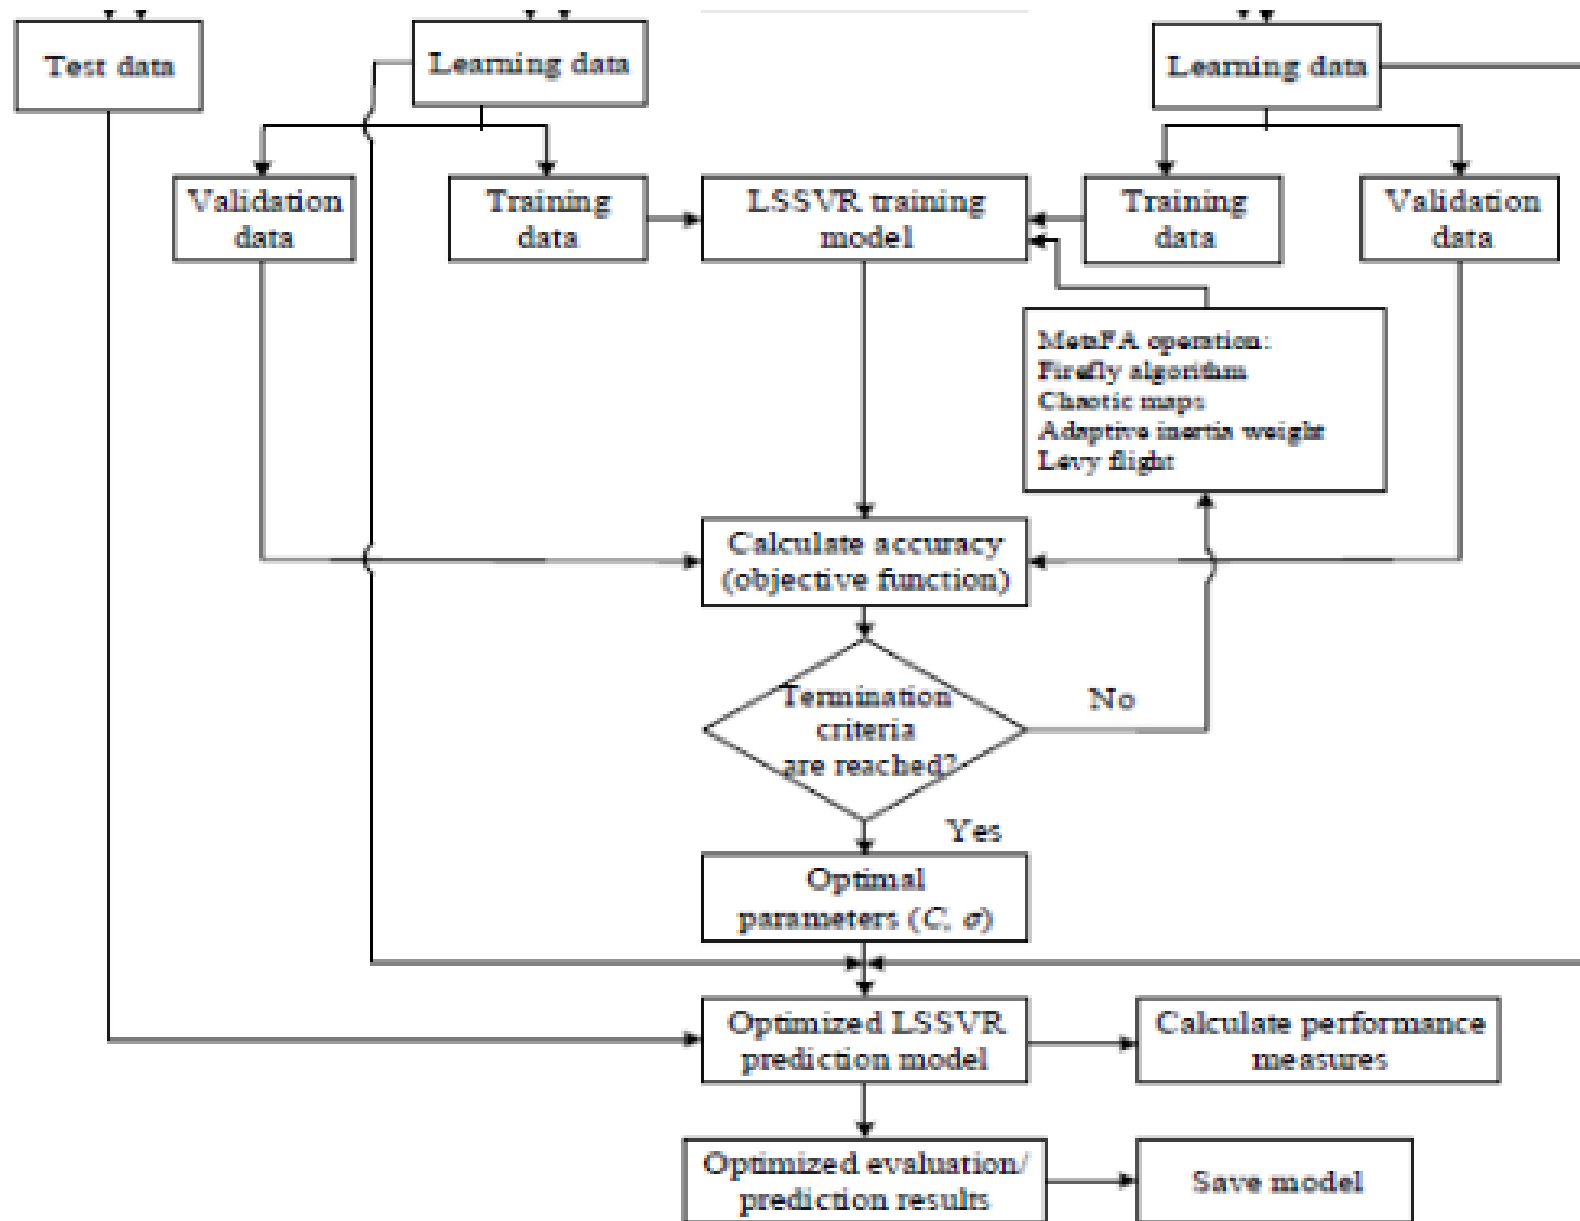 Test data
Learning data
Learning data
Validation
data
Training
data
LSSVR training
model
Training
data
Validation
data
MetaFA operation:
Firefly algorithm
Chaotic maps
Adaptive inertia weight
Levy flight
Calculate accuracy
(objective function)
Termination
criteria
are reached?
No
Yes
Optimal
parameters (C, σ)
Optimized LSSVR
prediction model
Calculate performance
measures
Optimized evaluation/
prediction results
Save model